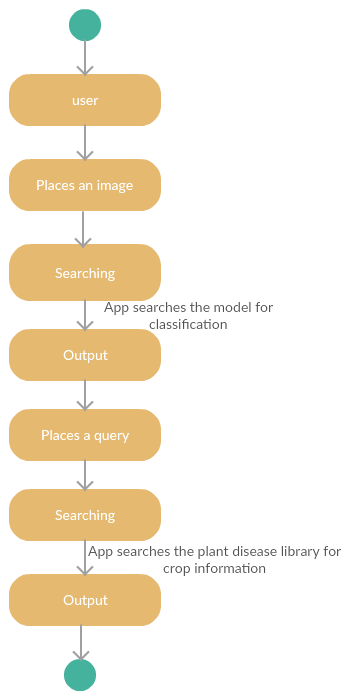 user
Places an image
Searching
App searches the model for
classification
Output
Places a query
Searching
App searches the plant disease library for
crop information
Output